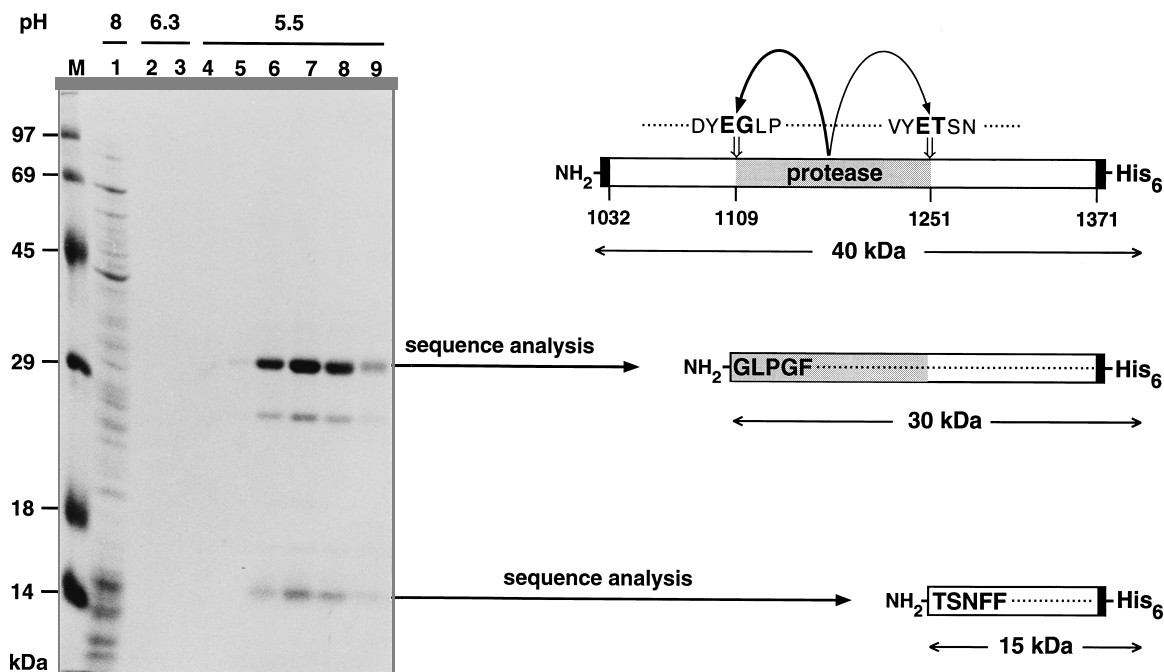 pH 8 6.3 5.5
M 1 2 3 4 5 6 7 8 9
97
69
45
29
18
14
kDa
DYEGLP VYETSN
NH2 protease His6
1032 1109 1251 1371
40 kDa
sequence analysis
NH2 GLPGF His6
30 kDa
sequence analysis
NH2 TSNFF His6
15 kDa